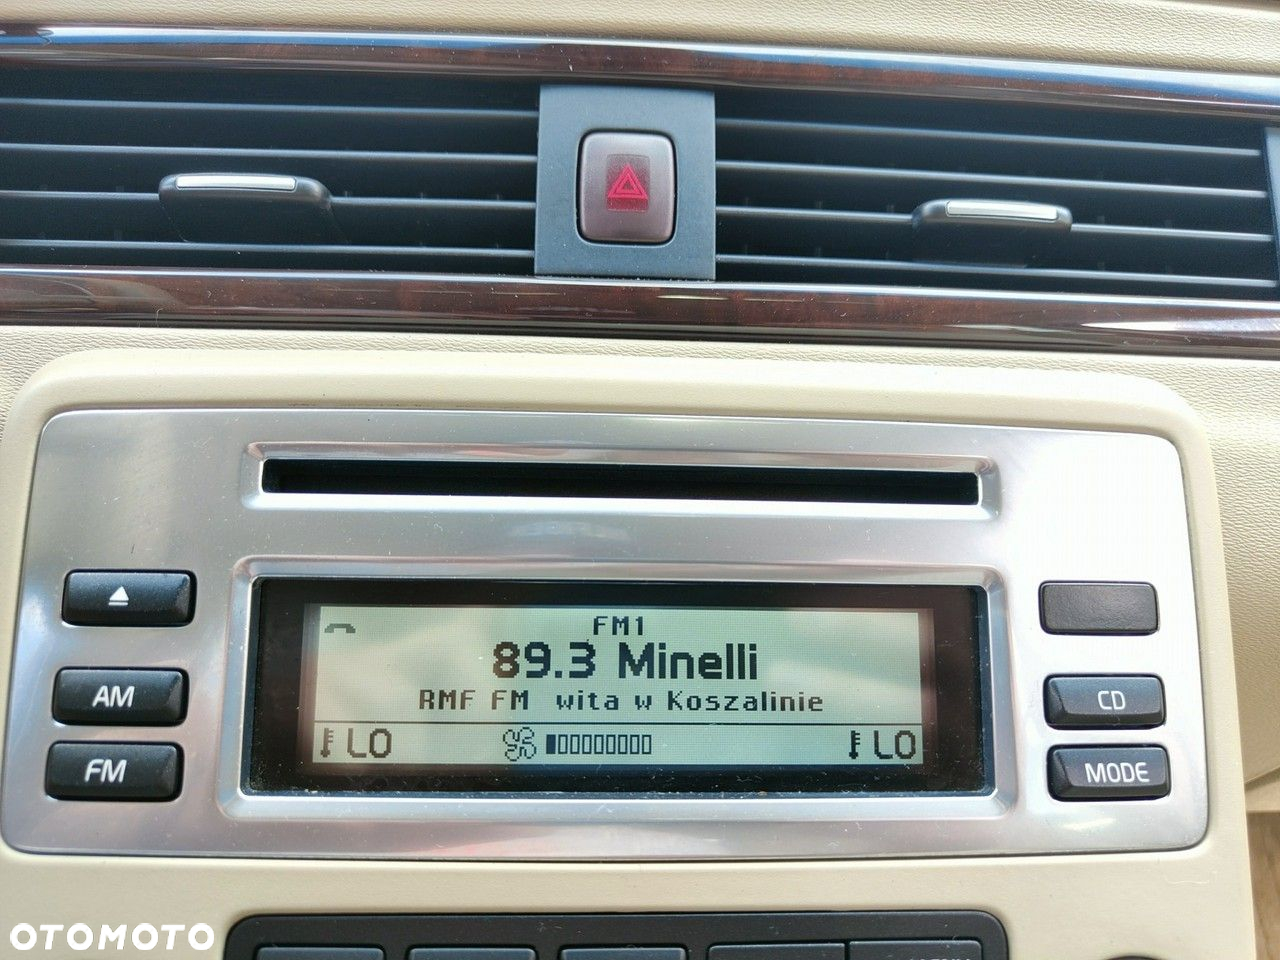 FM1
89.3 Minelli
RMF FM wita w Koszalinie
LO
LO
AM
FM
CD
MODE
OTOMOTO